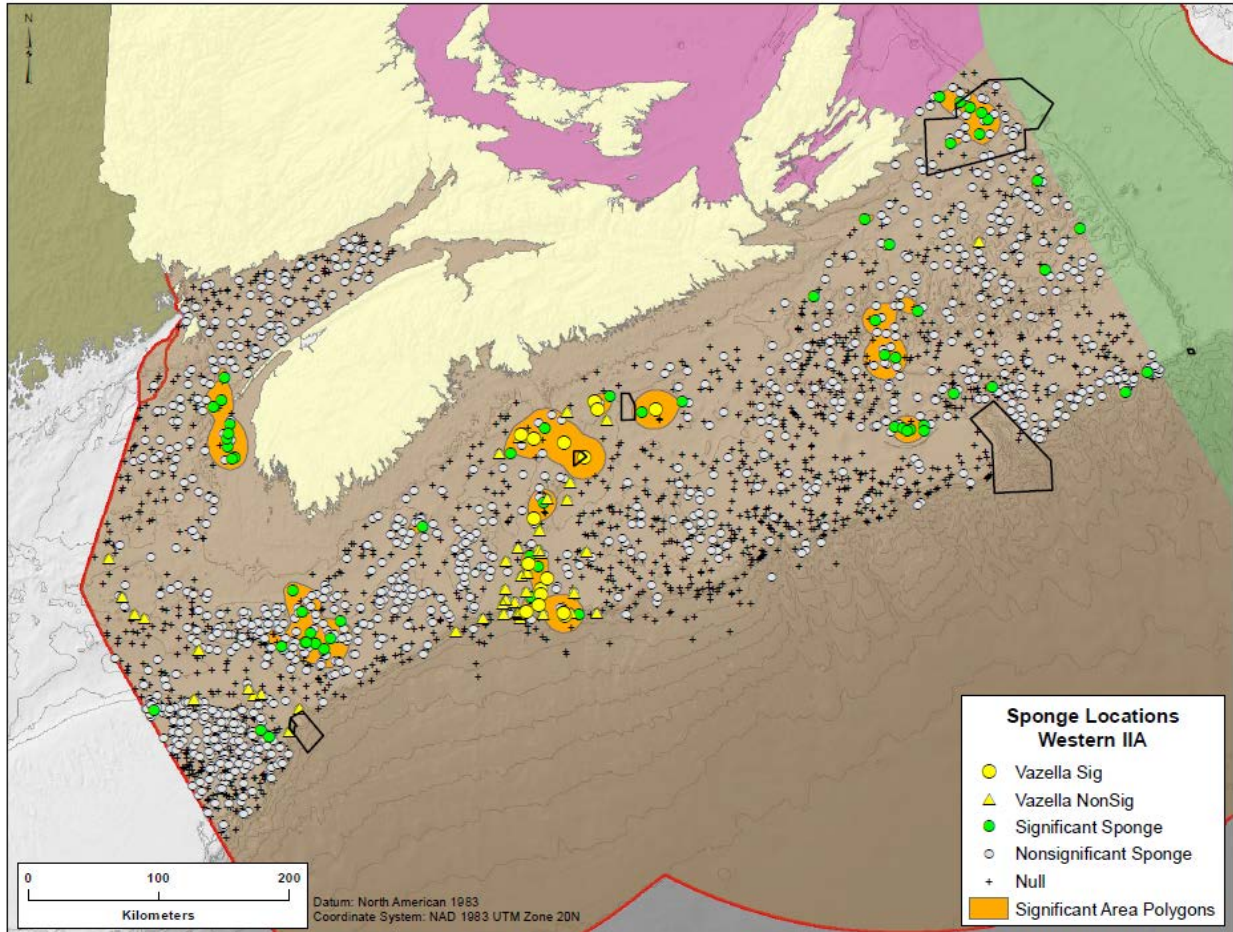 N
Sponge Locations
Western IIA
Vazella Sig
Vazella NonSig
Significant Sponge
Nonsignificant Sponge
Null
Significant Area Polygons
0 100 200
Kilometers
Datum: North American 1983
Coordinate System: NAD 1983 UTM Zone 20N